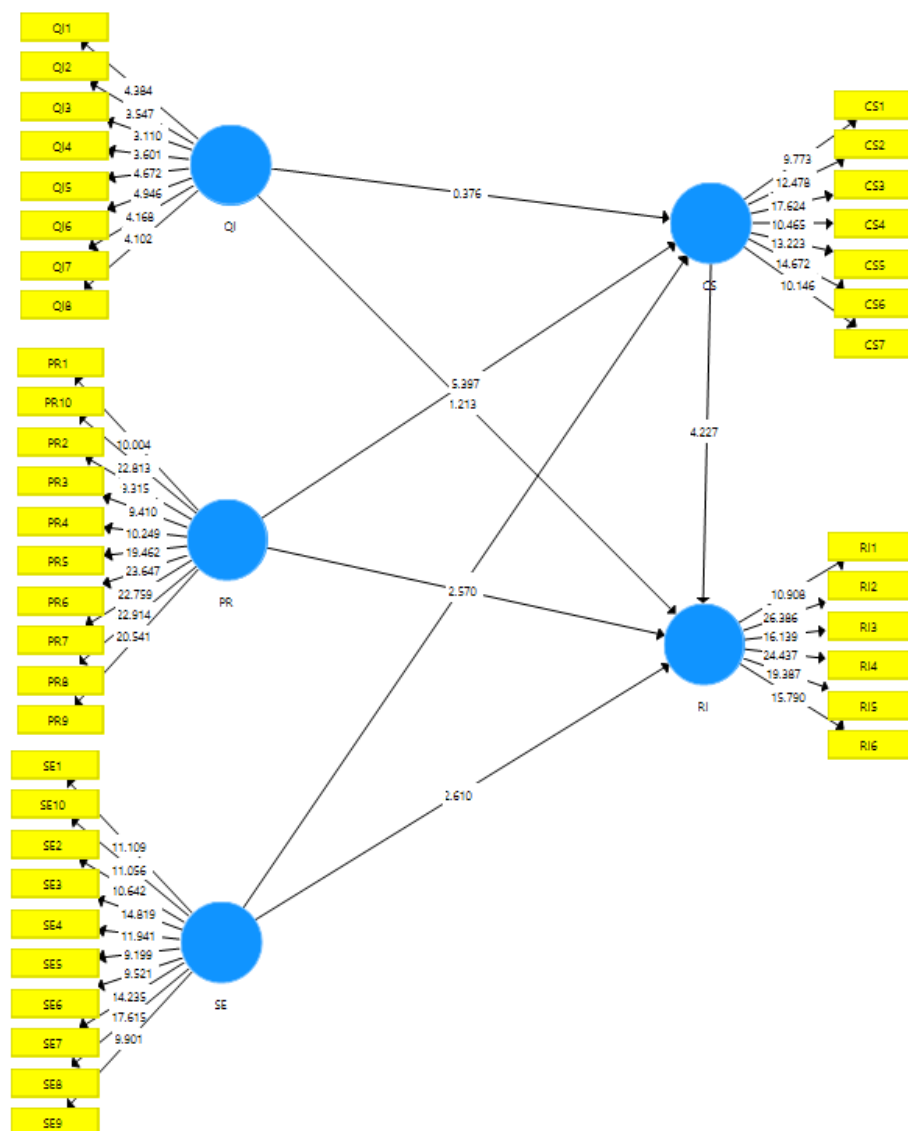 QI1
QI2
QI3
QI4
QI5
QI6
QI7
QI8
4.384
3.547
3.110
3.601
4.672
4.946
4.168
4.102
QI
0.376
CS1
CS2
CS3
CS4
CS5
CS6
CS7
9.773
12.478
17.624
10.465
13.223
14.672
10.146
CS
PR1
PR10
PR2
PR3
PR4
PR5
PR6
PR7
PR8
PR9
10.004
22.813
9.315
9.410
10.249
19.462
23.647
22.759
22.914
20.541
PR
5.397
1.213
4.227
2.570
RI1
RI2
RI3
RI4
RI5
RI6
10.908
26.386
16.139
24.437
19.387
15.790
RI
SE1
SE10
SE2
SE3
SE4
SE5
SE6
SE7
SE8
SE9
11.109
11.056
10.642
14.819
11.941
9.199
9.521
14.235
17.615
9.901
SE
2.610